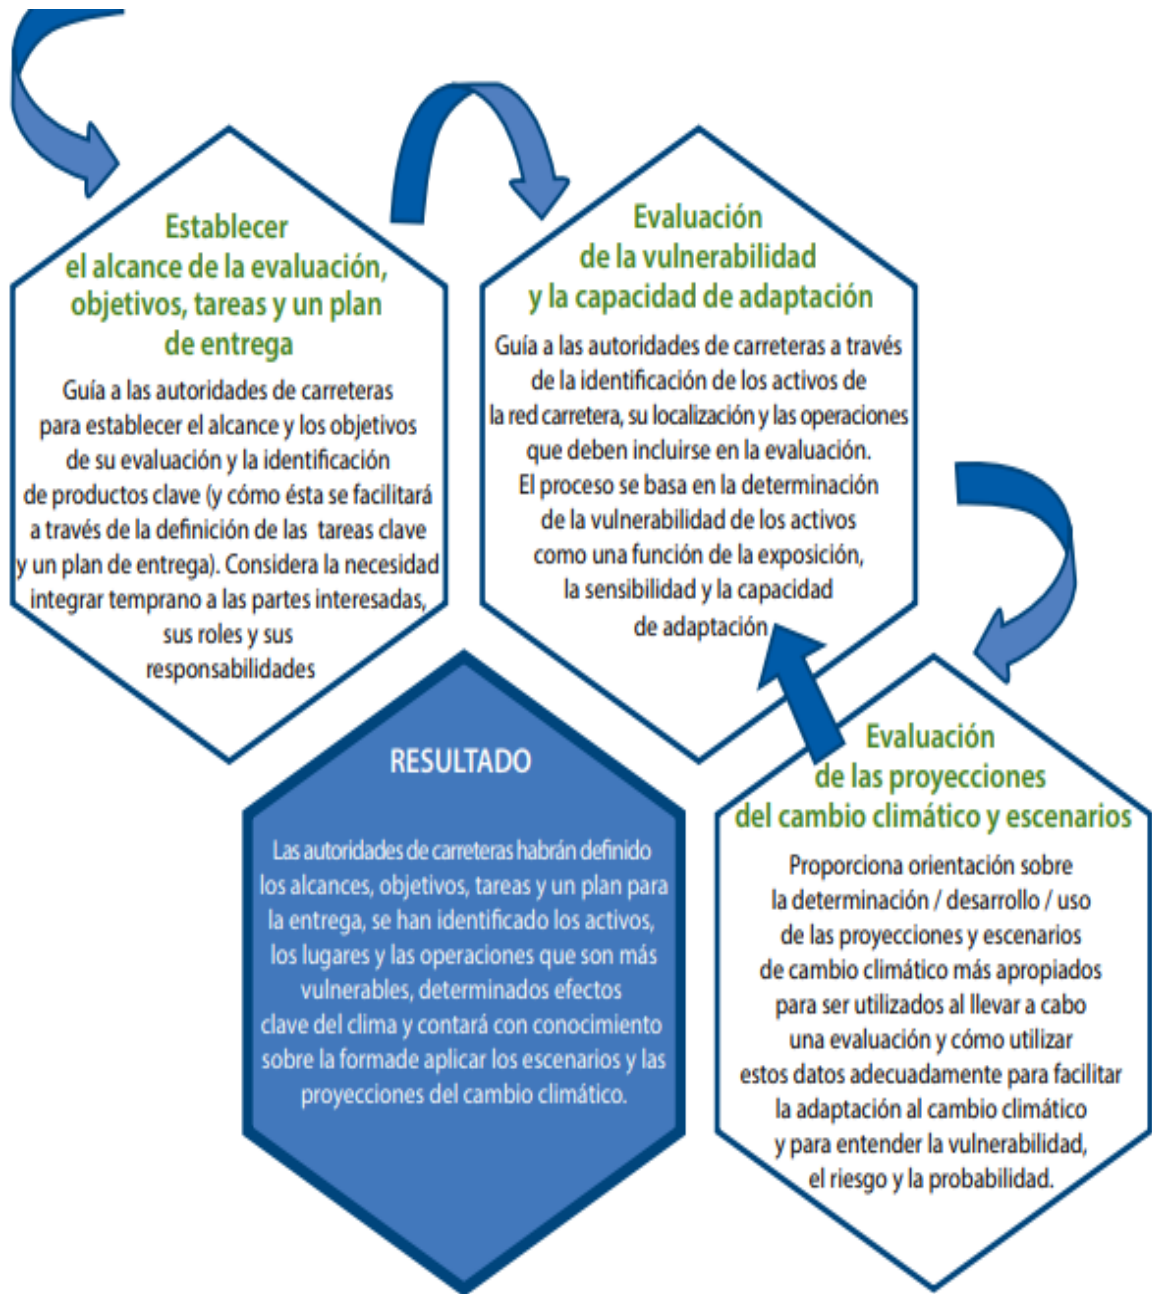 Establecer
el alcance de la evaluación,
objetivos, tareas y un plan
de entrega
Guía a las autoridades de carreteras
para establecer el alcance y los objetivos
de su evaluación y la identificación
de productos clave (y cómo ésta se facilitará
a través de la definición de las tareas clave
y un plan de entrega). Considera la necesidad
integrar temprano a las partes interesadas,
sus roles y sus
responsabilidades
Evaluación
de la vulnerabilidad
y la capacidad de adaptación
Guía a las autoridades de carreteras a través
de la identificación de los activos de
la red carretera, su localización y las operaciones
que deben incluirse en la evaluación.
El proceso se basa en la determinación
de la vulnerabilidad de los activos
como una función de la exposición,
la sensibilidad y la capacidad
de adaptación
Evaluación
de las proyecciones
del cambio climático y escenarios
Proporciona orientación sobre
la determinación / desarrollo / uso
de las proyecciones y escenarios
de cambio climático más apropiados
para ser utilizados al llevar a cabo
una evaluación y cómo utilizar
estos datos adecuadamente para facilitar
la adaptación al cambio climático
y para entender la vulnerabilidad,
el riesgo y la probabilidad.
RESULTADO
Las autoridades de carreteras habrán definido
los alcances, objetivos, tareas y un plan para
la entrega, se han identificado los activos,
los lugares y las operaciones que son más
vulnerables, determinados efectos
clave del clima y contará con conocimiento
sobre la formade aplicar los escenarios y las
proyecciones del cambio climático.